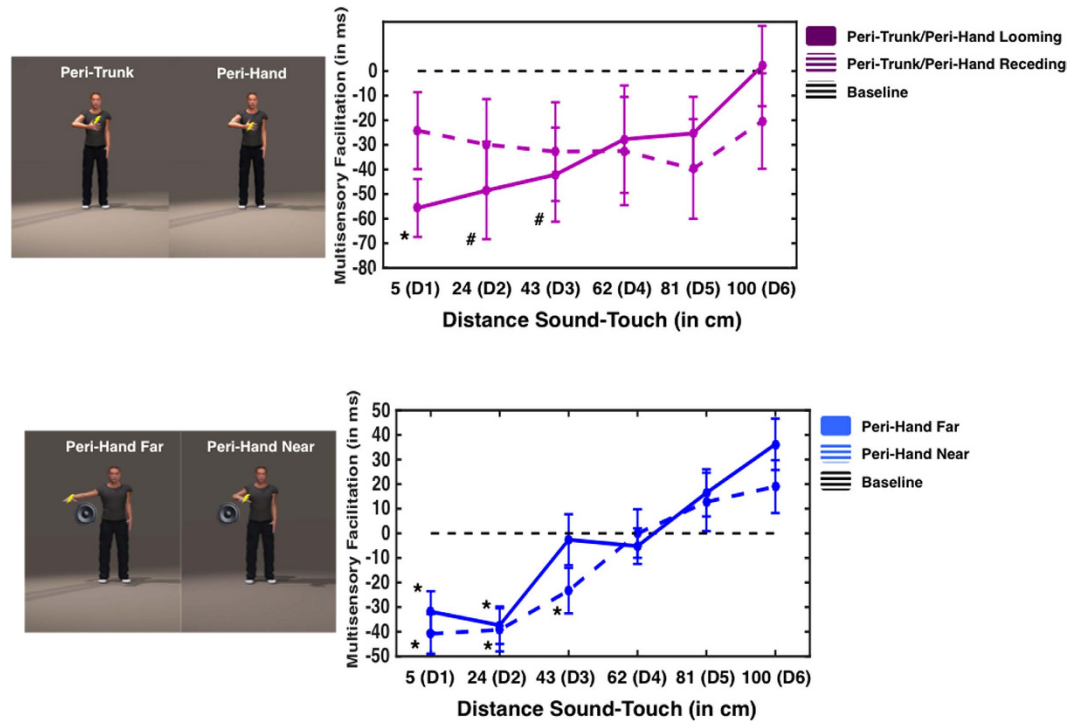 Peri-Trunk
Peri-Hand
Multisensory Facilitation (in ms)
0
-10
-20
-30
-40
-50
-60
-70
-80
*
#
#
5 (D1) 24 (D2) 43 (D3) 62 (D4) 81 (D5) 100 (D6)
Distance Sound-Touch (in cm)
Peri-Trunk/Peri-Hand Looming
Peri-Trunk/Peri-Hand Receding
Baseline
Peri-Hand Far
Peri-Hand Near
Multisensory Facilitation (in ms)
50
40
30
20
10
0
-10
-20
-30
-40
-50
*
*
*
*
*
5 (D1) 24 (D2) 43 (D3) 62 (D4) 81 (D5) 100 (D6)
Distance Sound-Touch (in cm)
Peri-Hand Far
Peri-Hand Near
Baseline